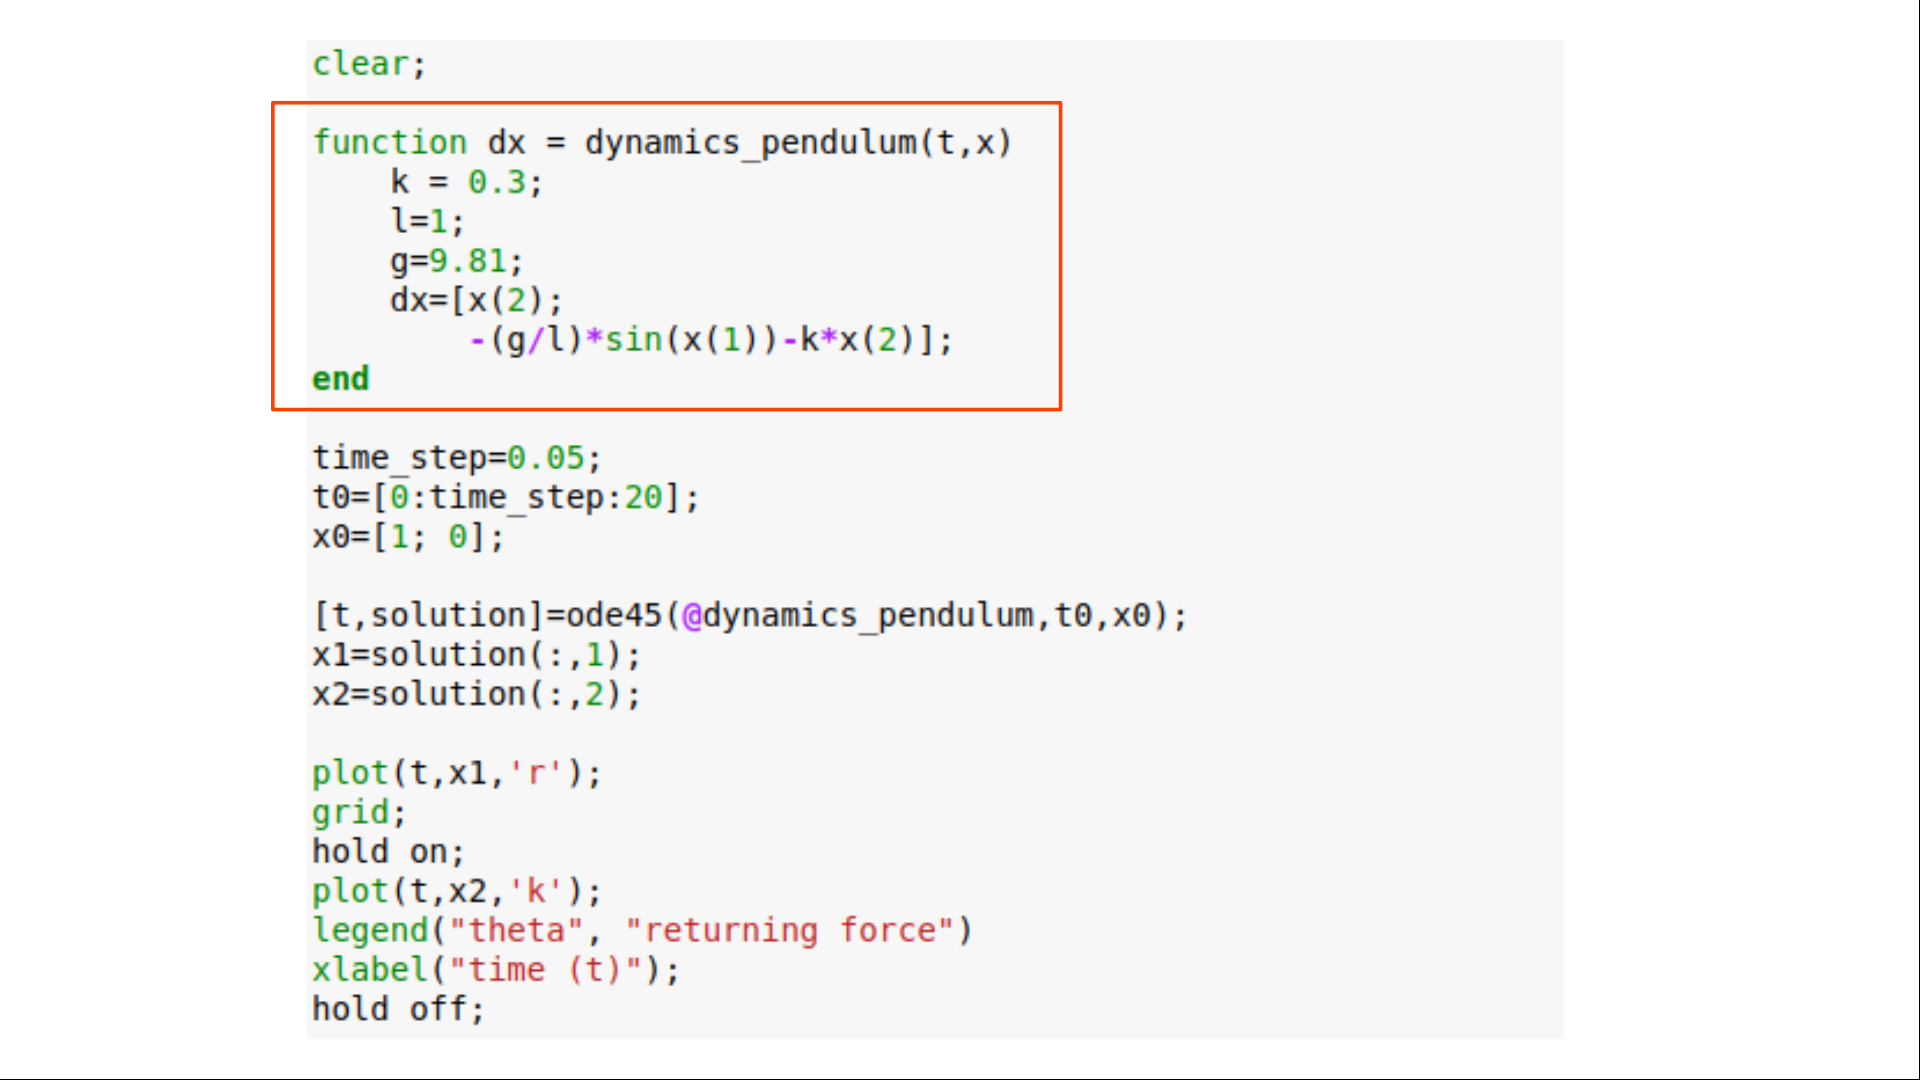 clear;
function dx = dynamics_pendulum(t,x)
    k = 0.3;
    l=1;
    g=9.81;
    dx=[x(2);
        -(g/l)*sin(x(1))-k*x(2)];
end
time_step=0.05;
t0=[0:time_step:20];
x0=[1; 0];
[t,solution]=ode45(@dynamics_pendulum,t0,x0);
x1=solution(:,1);
x2=solution(:,2);
plot(t,x1,'r');
grid;
hold on;
plot(t,x2,'k');
legend("theta", "returning force")
xlabel("time (t)");
hold off;